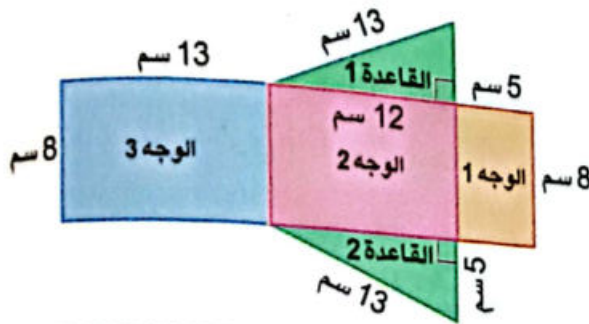 13 سم
13 سم
القاعدة 1
5 سم
12 سم
8 سم
الوجه 3
الوجه 2
الوجه 1
8 سم
القاعدة 2
5 سم
13 سم